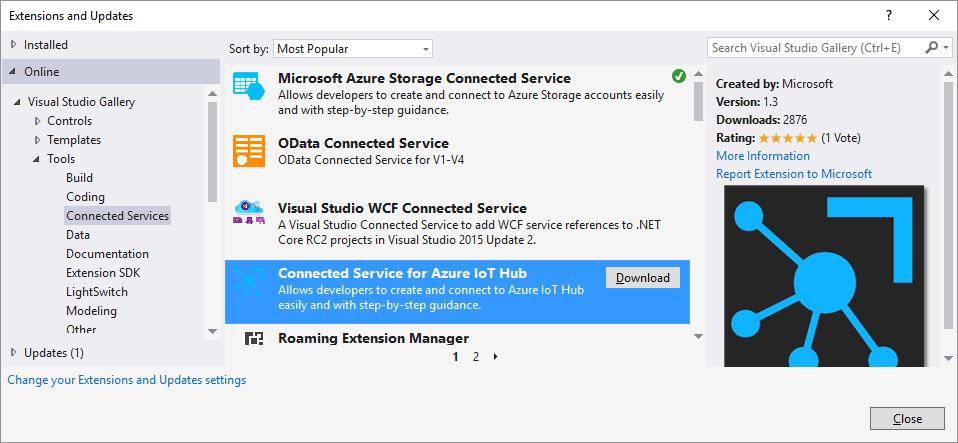 Extensions and Updates
?
Installed
Online
Visual Studio Gallery
Controls
Templates
Tools
Build
Coding
Connected Services
Data
Documentation
Extension SDK
LightSwitch
Modeling
Other
Updates (1)
Change your Extensions and Updates settings
Sort by: Most Popular
Microsoft Azure Storage Connected Service
Allows developers to create and connect to Azure Storage accounts easily
and with step-by-step guidance.
OData Connected Service
OData Connected Service for V1-V4
Visual Studio WCF Connected Service
A Visual Studio Connected Service to add WCF service references to .NET
Core RC2 projects in Visual Studio 2015 Update 2.
Connected Service for Azure IoT Hub
Download
Allows developers to create and connect to Azure IoT Hub
easily and with step-by-step guidance.
Roaming Extension Manager
1 2
Search Visual Studio Gallery (Ctrl+E)
Created by: Microsoft
Version: 1.3
Downloads: 2876
Rating: (1 Vote)
More Information
Report Extension to Microsoft
Close